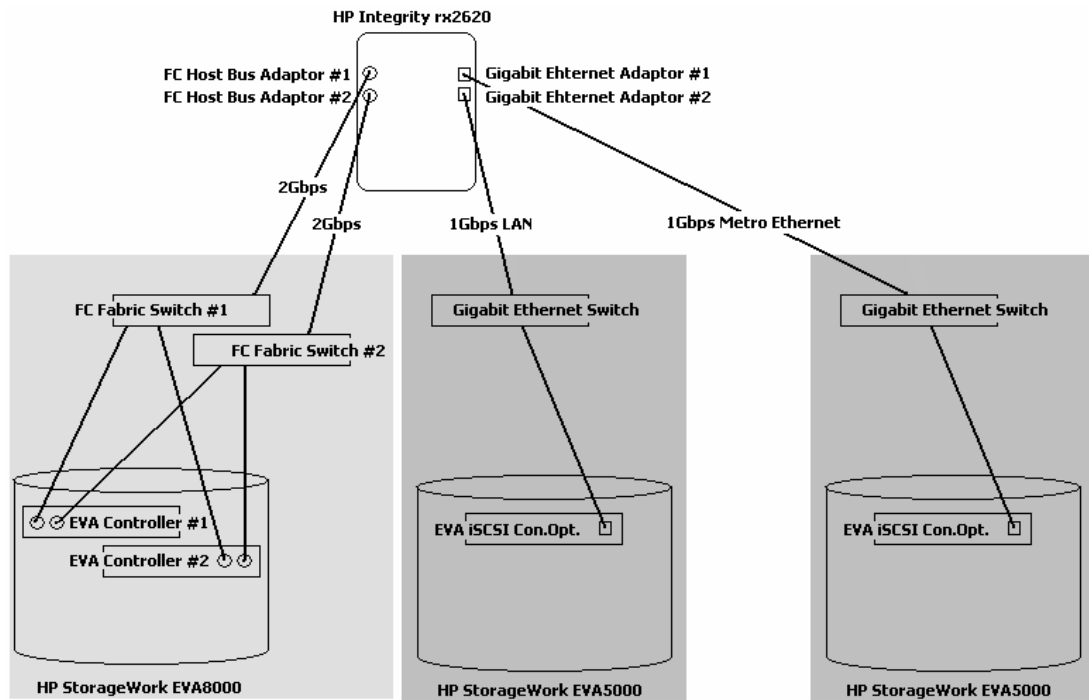 HP Integrity rx2620
FC Host Bus Adaptor #1
Gigabit Ehternet Adaptor #1
FC Host Bus Adaptor #2
Gigabit Ehternet Adaptor #2
2Gbps
2Gbps
1Gbps LAN
1Gbps Metro Ethernet
FC Fabric Switch #1
Gigabit Ethernet Switch
Gigabit Ethernet Switch
FC Fabric Switch #2
EVA Controller #1
EVA iSCSI Con.Opt.
EVA iSCSI Con.Opt.
EVA Controller #2
HP StorageWork EVA8000
HP StorageWork EVA5000
HP StorageWork EVA5000